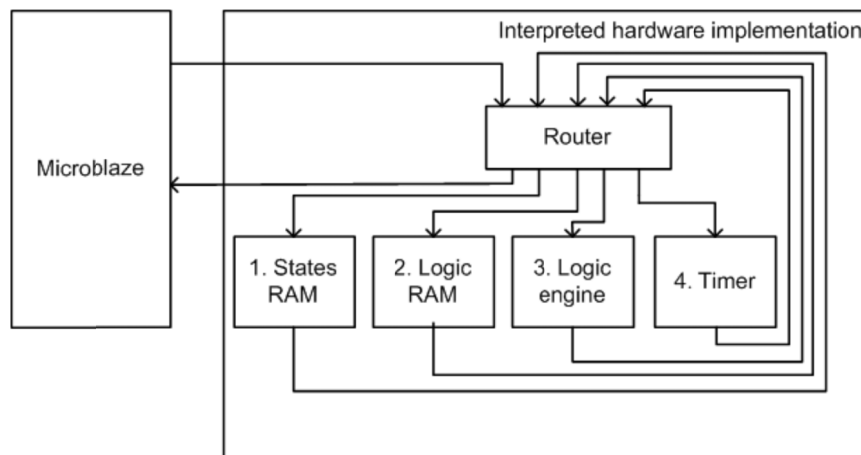 Interpreted hardware implementation
Microblaze
Router
1. States
RAM
2. Logic
RAM
3. Logic
engine
4. Timer